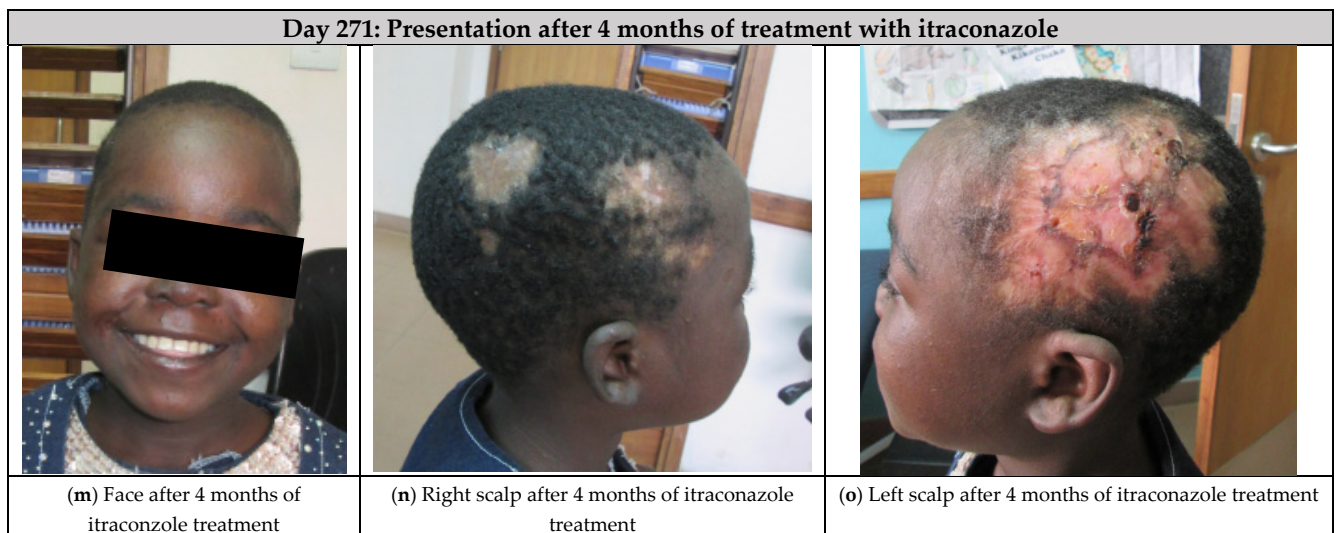 Day 271: Presentation after 4 months of treatment with itraconazole
(m) Face after 4 months of
itraconzole treatment
(n) Right scalp after 4 months of itraconazole
treatment
(o) Left scalp after 4 months of itraconazole treatment